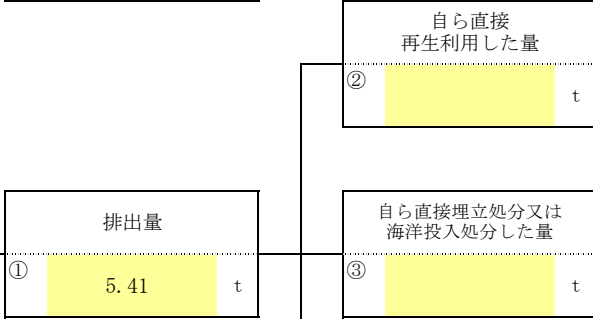 自ら直接
再生利用した量
②
t
排出量
① 5.41 t
自ら直接埋立処分又は
海洋投入処分した量
③
t